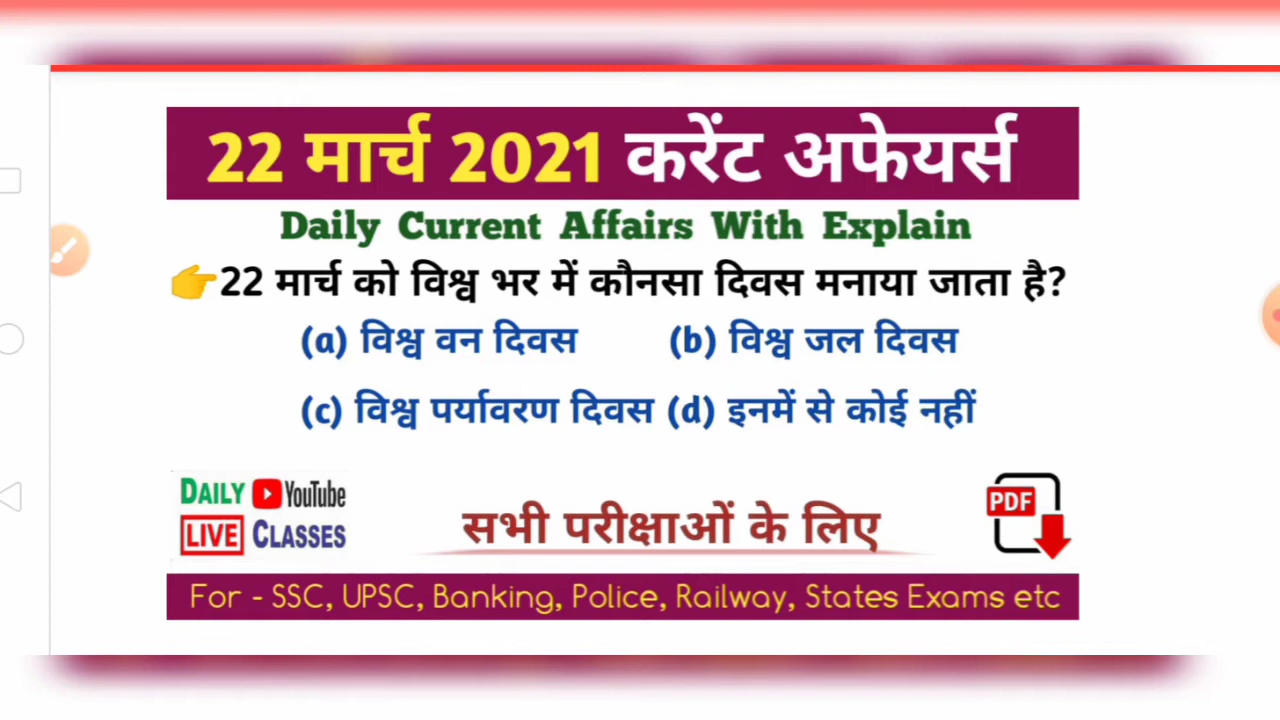 22 मार्च 2021 करेंट अफेयर्स
Daily Current Affairs With Explain
👉22 मार्च को विश्व भर में कौनसा दिवस मनाया जाता है?
(a) विश्व वन दिवस (b) विश्व जल दिवस
(c) विश्व पर्यावरण दिवस (d) इनमें से कोई नहीं
DAILY YouTube
LIVE CLASSES
सभी परीक्षाओं के लिए
PDF
For - SSC, UPSC, Banking, Police, Railway, States Exams etc